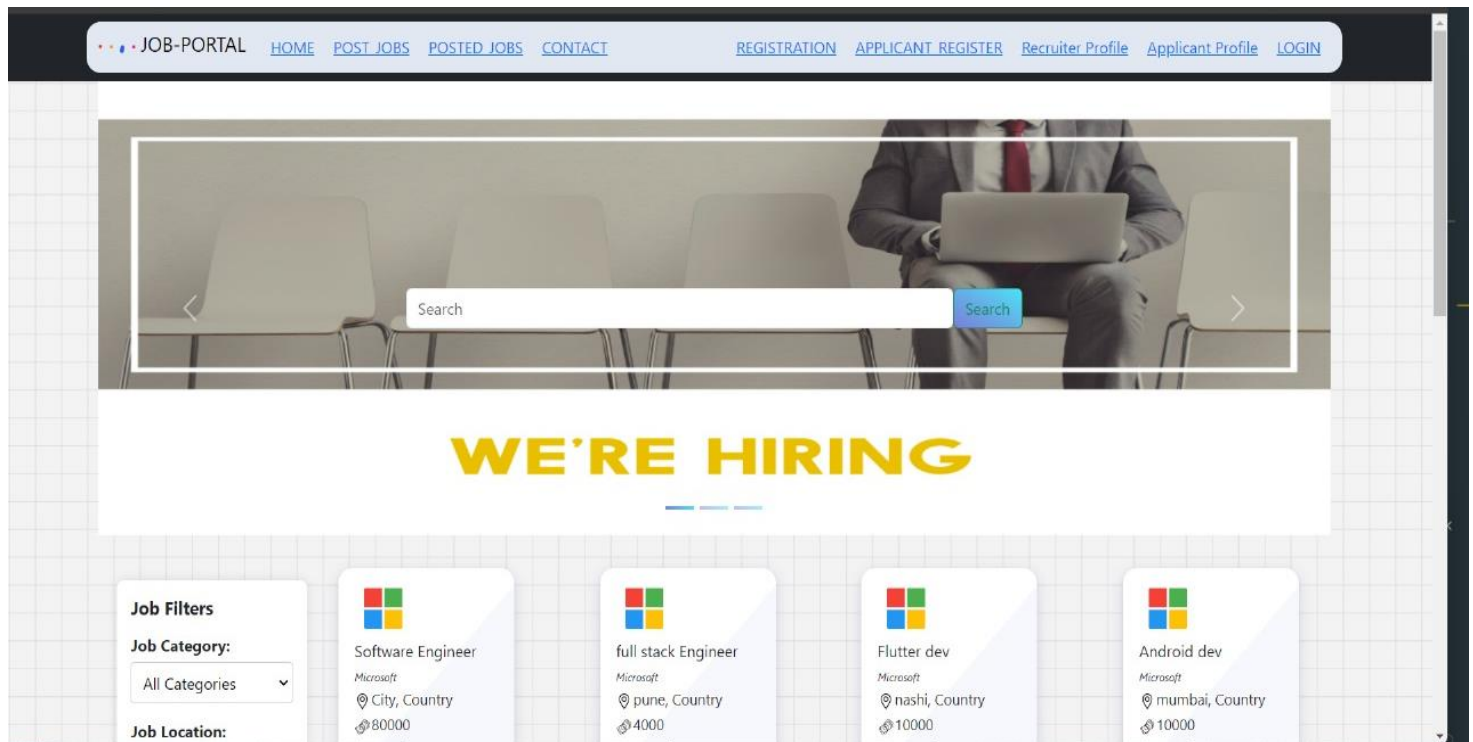 JOB-PORTAL HOME POST JOBS POSTED JOBS CONTACT REGISTRATION APPLICANT REGISTER Recruiter Profile Applicant Profile LOGIN
Search Search
WE'RE HIRING
Job Filters
Job Category:
All Categories
Job Location:
Software Engineer
Microsoft
City, Country
80000
full stack Engineer
Microsoft
pune, Country
4000
Flutter dev
Microsoft
nashi, Country
10000
Android dev
Microsoft
mumbai, Country
10000